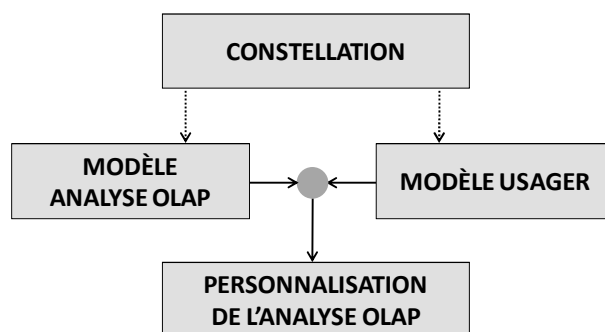 CONSTELLATION
MODÈLE
ANALYSE OLAP
MODÈLE USAGER
PERSONNALISATION
DE L'ANALYSE OLAP